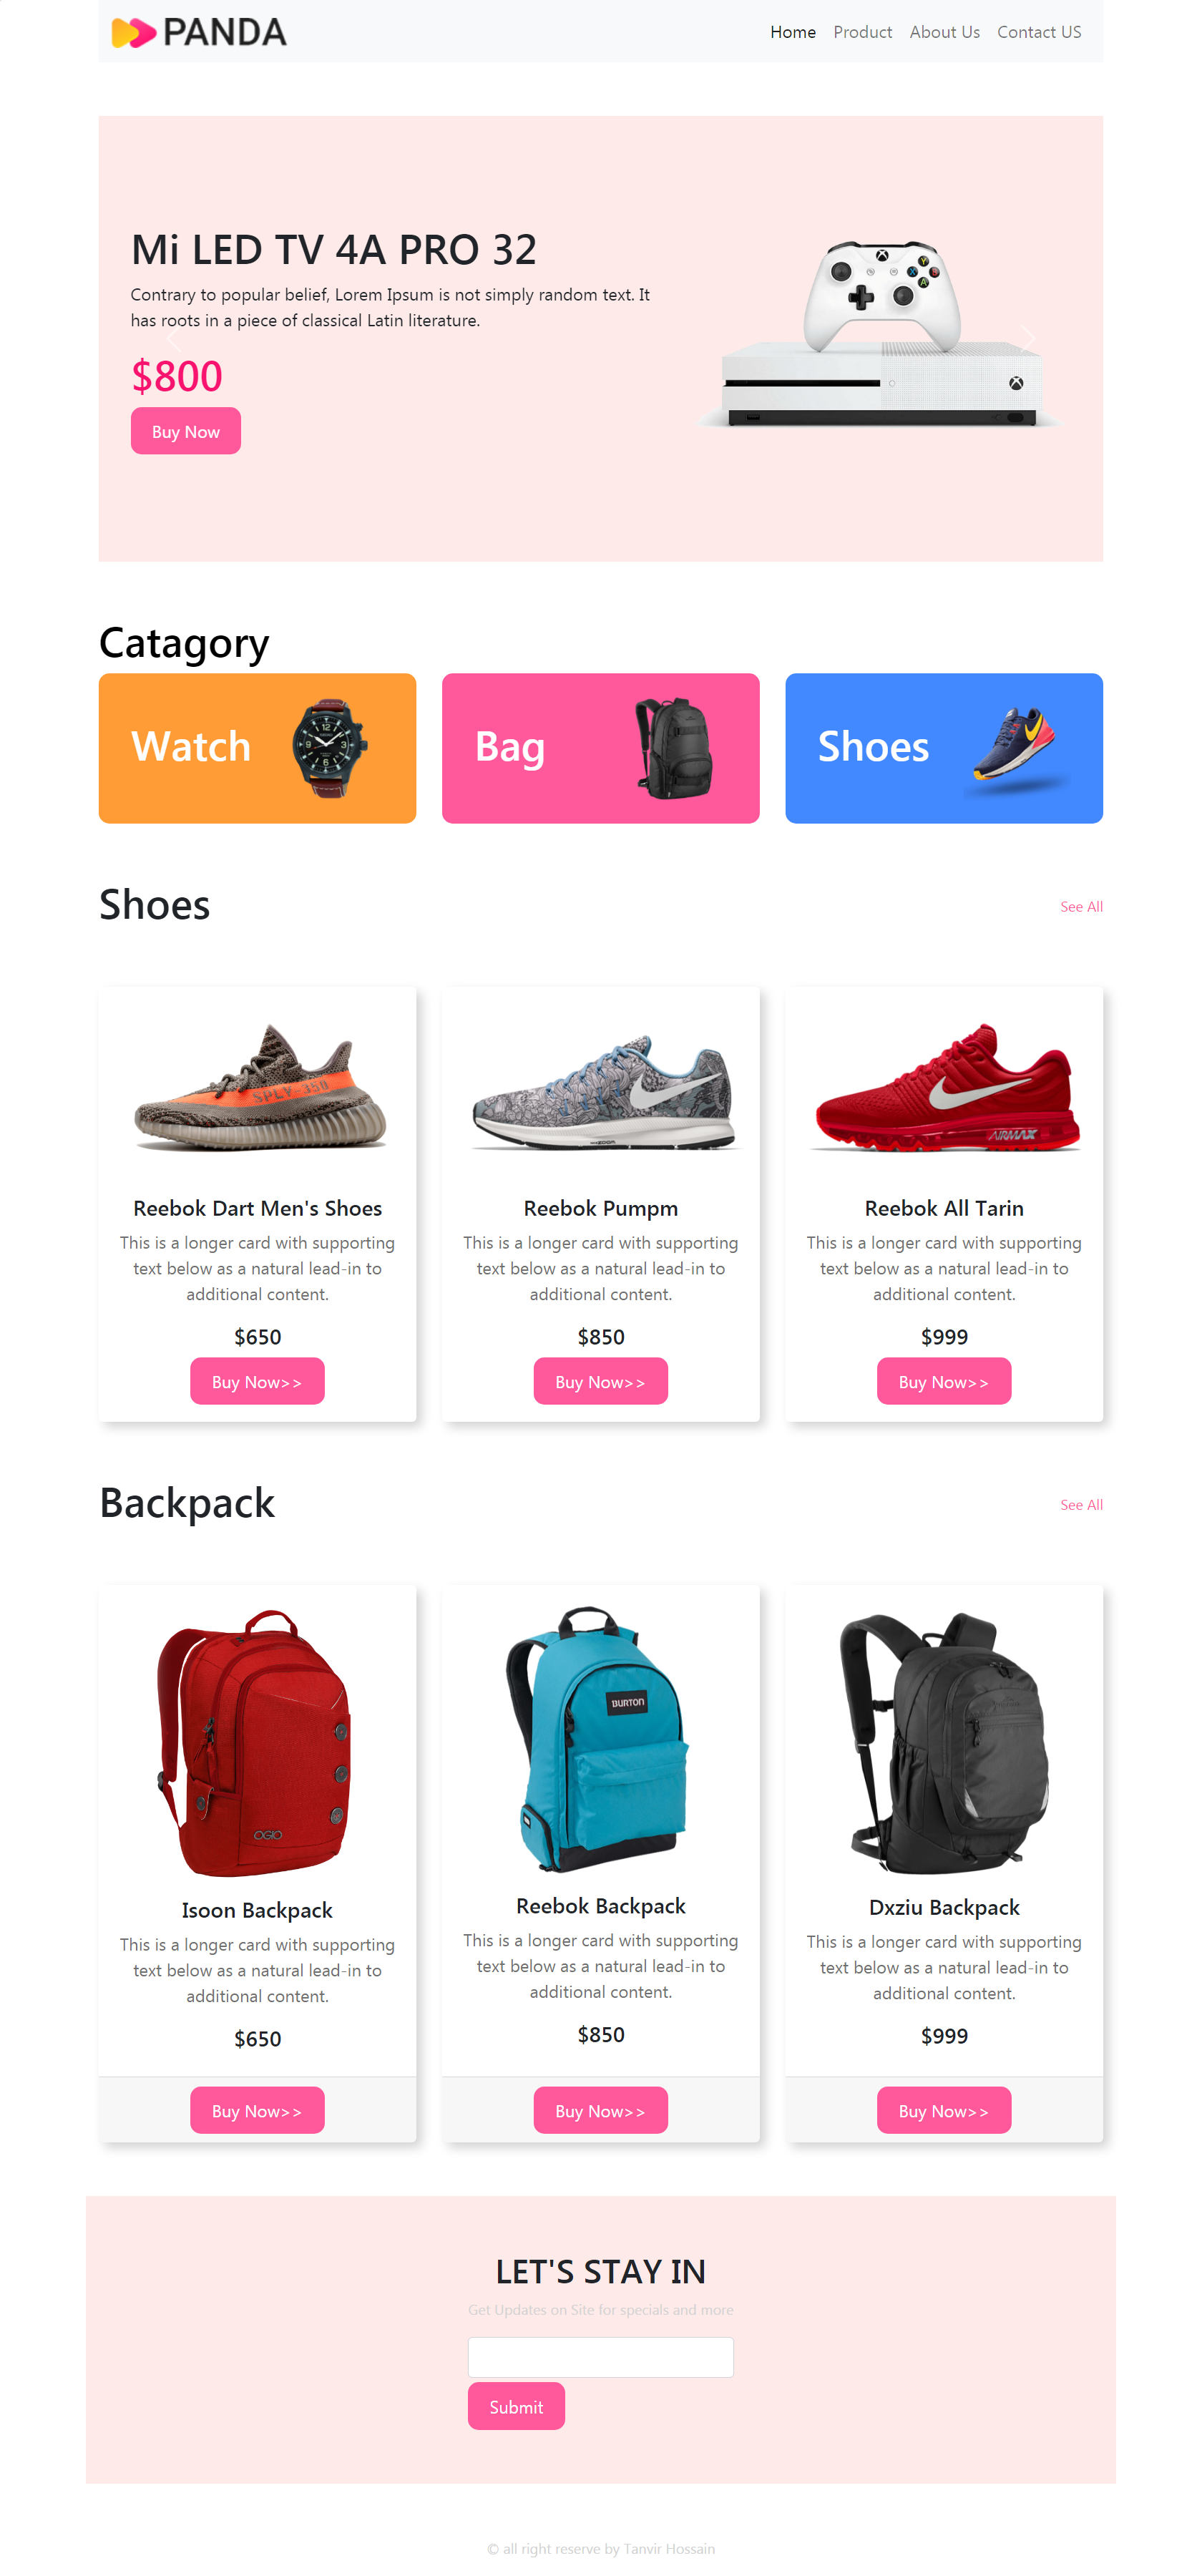 PANDA
Home Product About Us Contact US
Mi LED TV 4A PRO 32
Contrary to popular belief, Lorem Ipsum is not simply random text. It
has roots in a piece of classical Latin literature.
$800
Buy Now
Y
X B
A
Catagory
Watch Bag Shoes
Shoes See All
SPLY-350
ZOOM
AIRMAX
Reebok Dart Men's Shoes
This is a longer card with supporting
text below as a natural lead-in to
additional content.
$650
Buy Now>>
Reebok Pumpm
This is a longer card with supporting
text below as a natural lead-in to
additional content.
$850
Buy Now>>
Reebok All Tarin
This is a longer card with supporting
text below as a natural lead-in to
additional content.
$999
Buy Now>>
Backpack See All
OGIO
Isoon Backpack
This is a longer card with supporting
text below as a natural lead-in to
additional content.
$650
Buy Now>>
BURTON
Reebok Backpack
This is a longer card with supporting
text below as a natural lead-in to
additional content.
$850
Buy Now>>
Dxziu Backpack
This is a longer card with supporting
text below as a natural lead-in to
additional content.
$999
Buy Now>>
LET'S STAY IN
Get Updates on Site for specials and more
Submit
© all right reserve by Tanvir Hossain